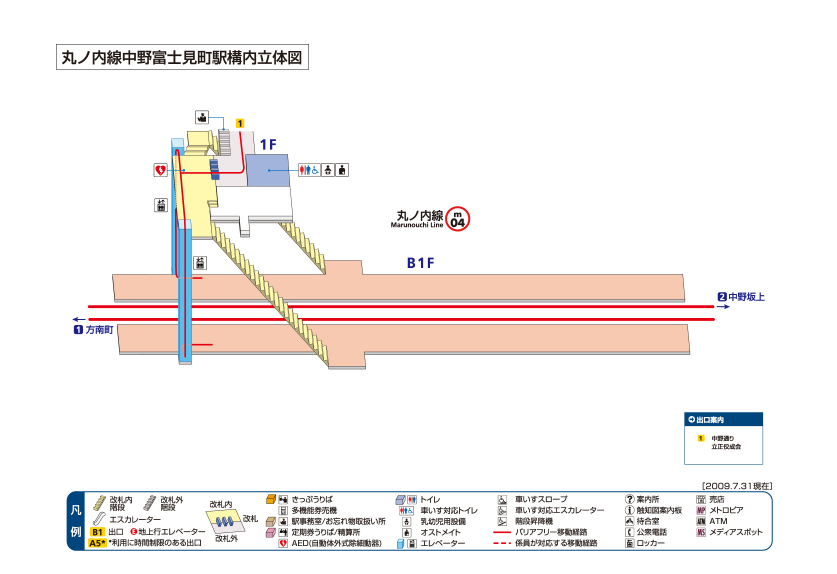 丸ノ内線中野富士見町駅構内立体図
1
1F
丸ノ内線
Marunouchi Line
m
04
B1F
2 中野坂上
1 方南町
出口案内
1 中野通り
立正佼成会
[2009.7.31現在]
凡例
改札内階段
改札外階段
エスカレーター
B1 出口
E 地上行エレベーター
A5* *利用に時間制限のある出口
改札内
改札
改札外
きっぷうりば
多機能券売機
駅事務室/お忘れ物取扱い所
定期券うりば/精算所
AED(自動体外式除細動器)
トイレ
車いす対応トイレ
乳幼児用設備
オストメイト
エレベーター
車いすスロープ
車いす対応エスカレーター
階段昇降機
バリアフリー移動経路
係員が対応する移動経路
案内所
触知図案内板
待合室
公衆電話
ロッカー
売店
MP メトロピア
ATM ATM
MS メディアスポット